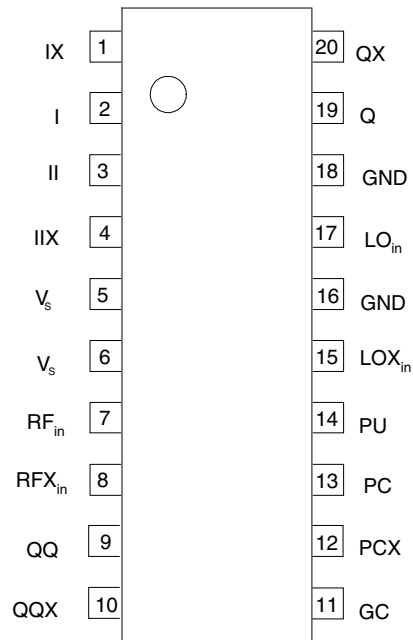 IX 1 20 QX
I 2 19 Q
II 3 18 GND
IIX 4 17 LOin
Vs 5 16 GND
Vs 6 15 LOXin
RFin 7 14 PU
RFXin 8 13 PC
QQ 9 12 PCX
QQX 10 11 GC